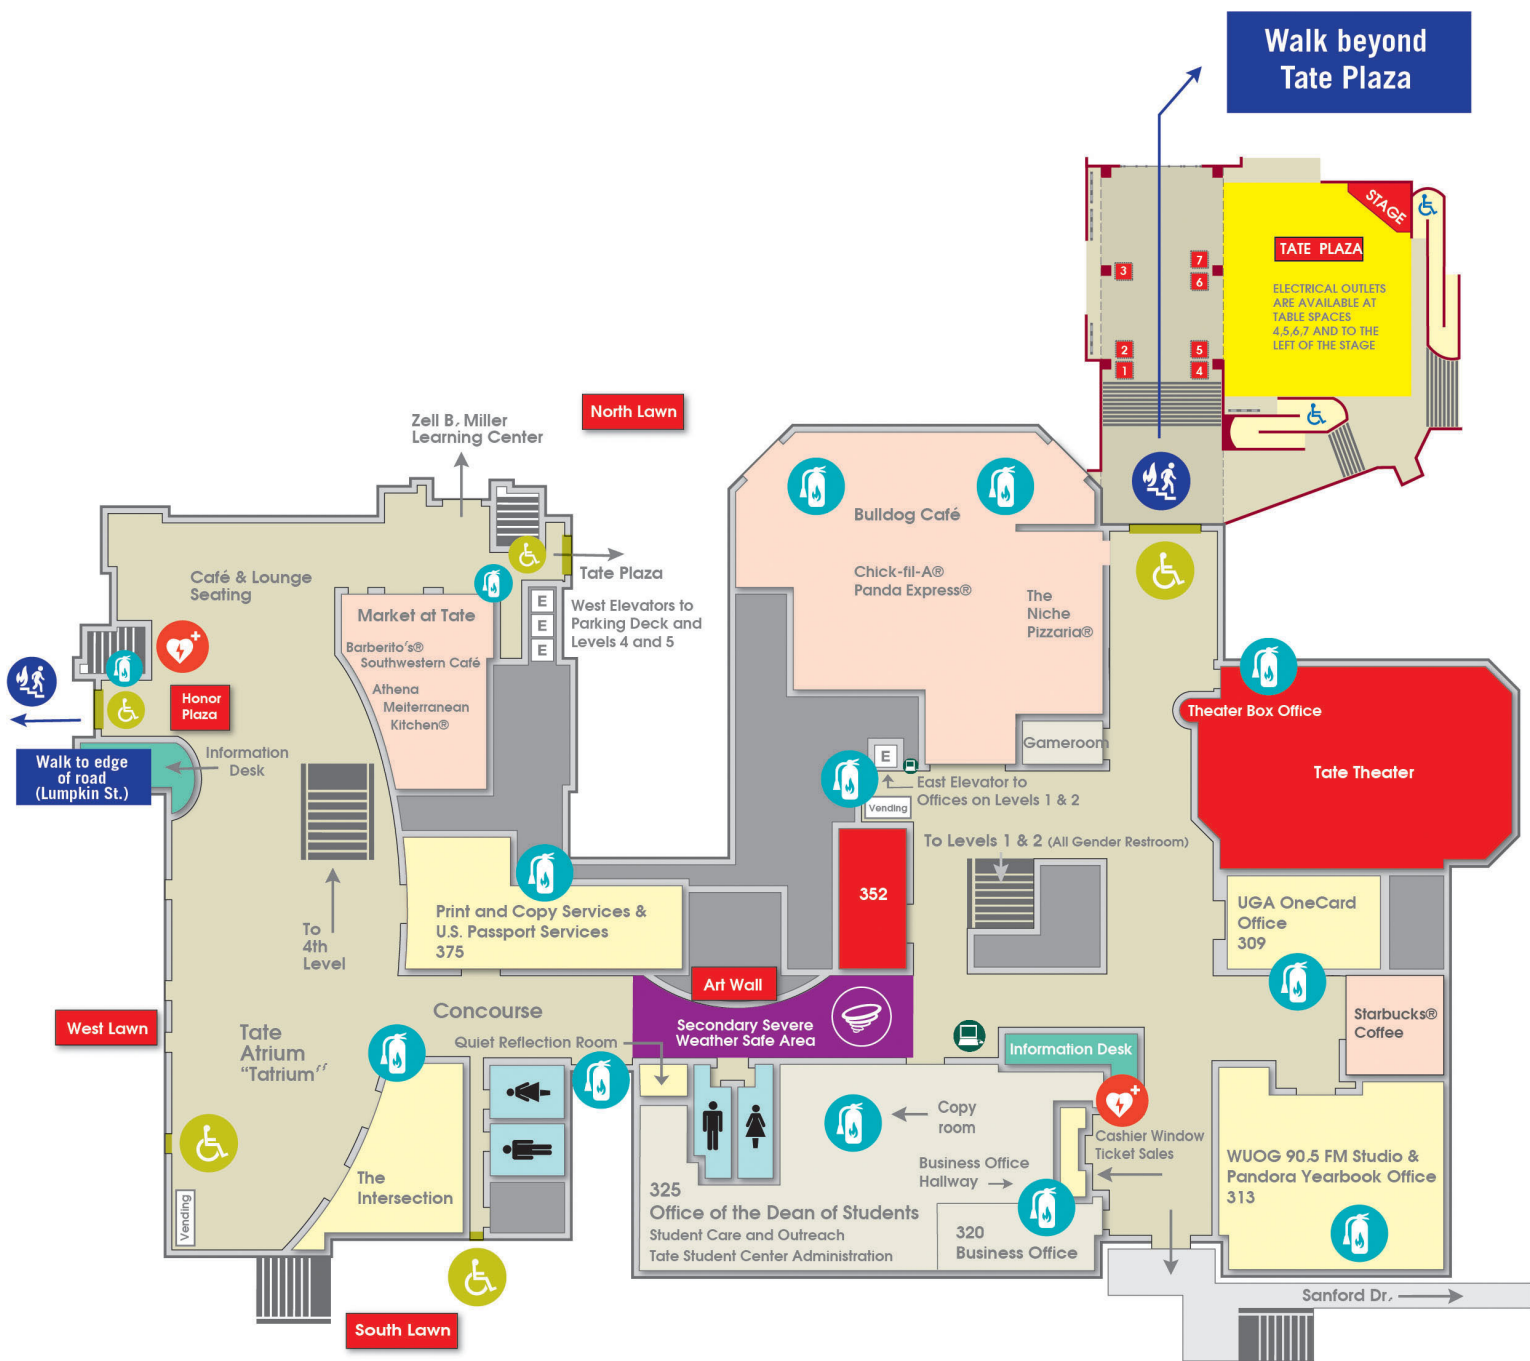 Walk beyond
Tate Plaza
STAGE
TATE PLAZA
ELECTRICAL OUTLETS
ARE AVAILABLE AT
TABLE SPACES
4,5,6,7 AND TO THE
LEFT OF THE STAGE
3
7
6
2
1
5
4
North Lawn
Zell B. Miller
Learning Center
Tate Plaza
Café & Lounge
Seating
E
E
E
West Elevators to
Parking Deck and
Levels 4 and 5
Market at Tate
Barberito's®
Southwestern Café
Athena
Meiterranean
Kitchen®
Honor
Plaza
Walk to edge
of road
(Lumpkin St.)
Information
Desk
Bulldog Café
Chick-fil-A®
Panda Express®
The
Niche
Pizzaria®
Gameroom
Theater Box Office
Tate Theater
E
East Elevator to
Offices on Levels 1 & 2
Vending
To Levels 1 & 2 (All Gender Restroom)
352
To
4th
Level
Print and Copy Services &
U.S. Passport Services
375
UGA OneCard
Office
309
Art Wall
Secondary Severe
Weather Safe Area
West Lawn
Concourse
Tate
Atrium
"Tatrium"
Quiet Reflection Room
Information Desk
Starbucks®
Coffee
Copy
room
Cashier Window
Ticket Sales
Business Office
Hallway
The
Intersection
Vending
325
Office of the Dean of Students
Student Care and Outreach
Tate Student Center Administration
320
Business Office
WUOG 90.5 FM Studio &
Pandora Yearbook Office
313
Sanford Dr.
South Lawn